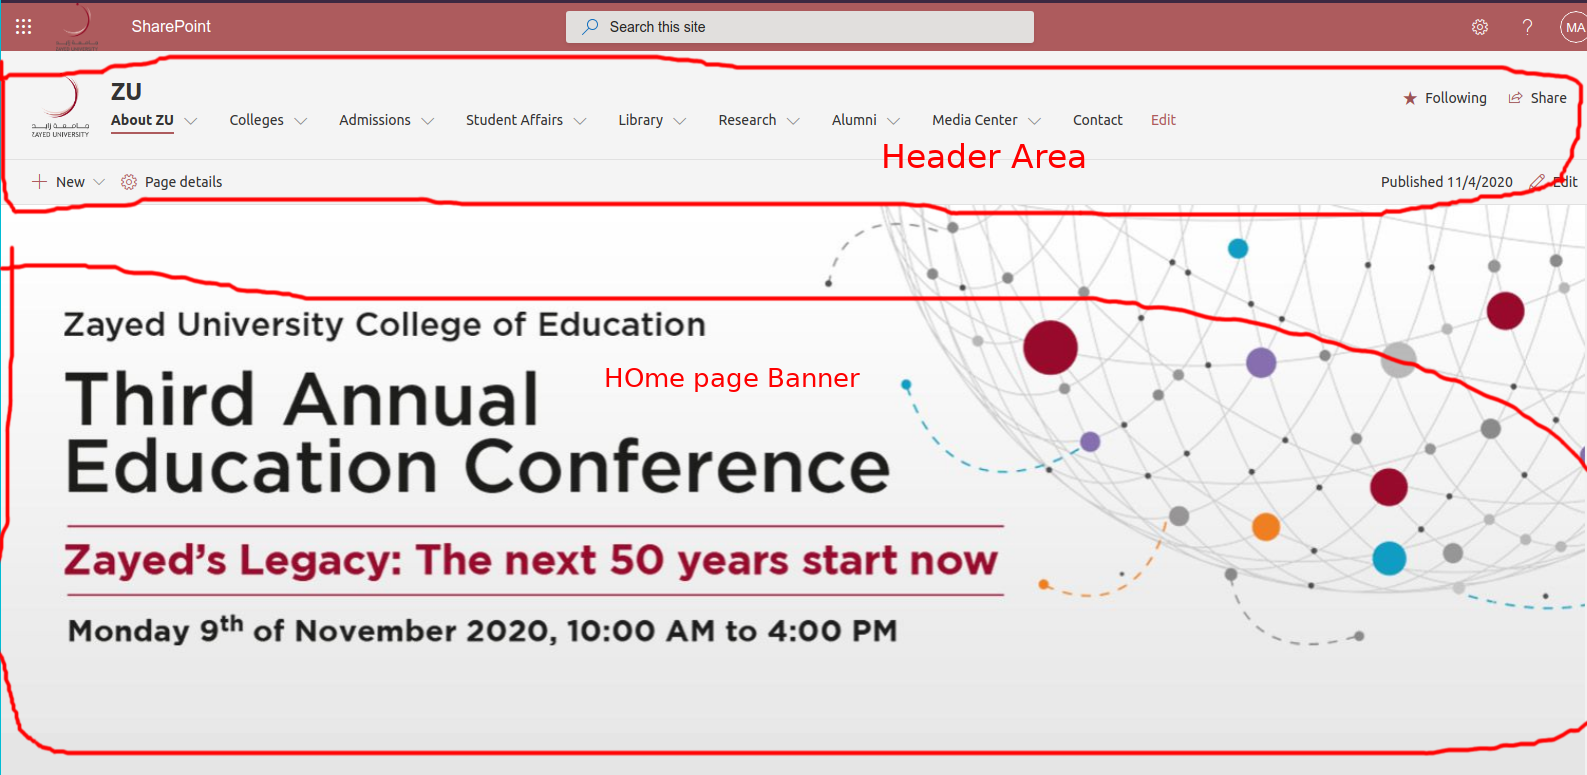 SharePoint
Search this site
MA
ZU
Following
Share
About ZU
Colleges
Admissions
Student Affairs
Library
Research
Alumni
Media Center
Contact
Edit
جامعة زايد
ZAYED UNIVERSITY
Header Area
New
Page details
Published 11/4/2020
Edit
Zayed University College of Education
Third Annual
HOme page Banner
Education Conference
Zayed’s Legacy: The next 50 years start now
Monday 9th of November 2020, 10:00 AM to 4:00 PM